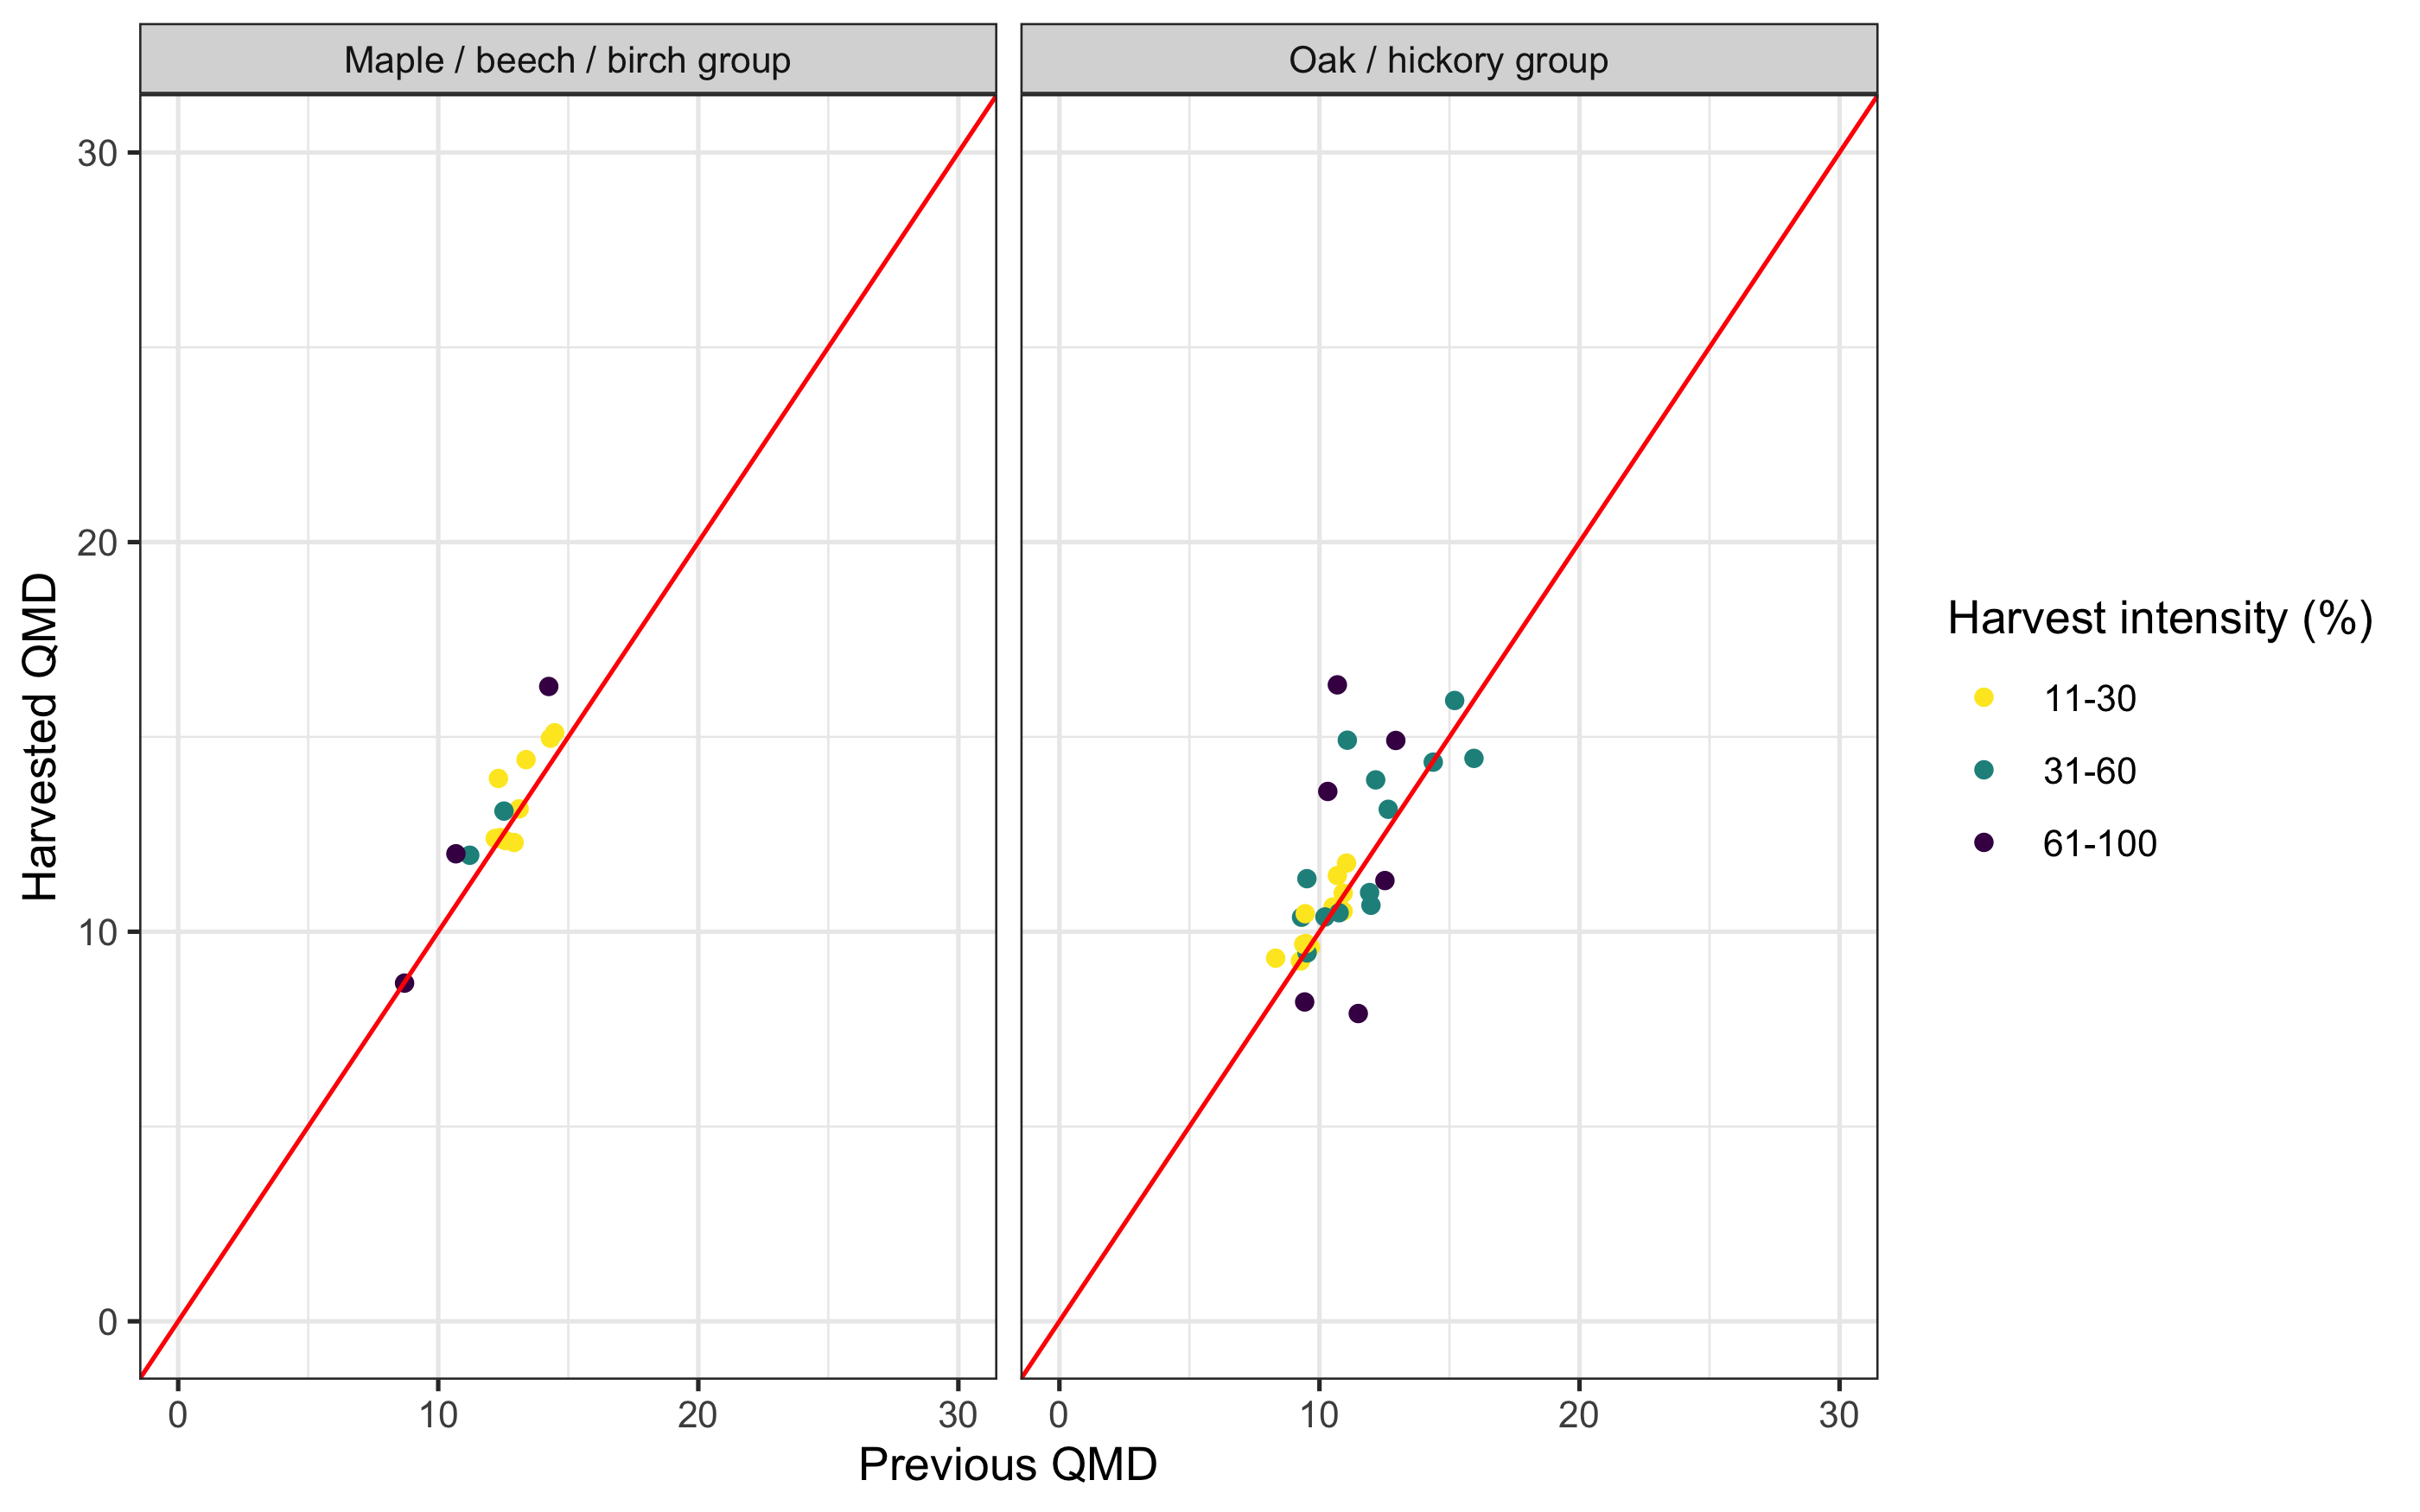 Maple / beech / birch group
Oak / hickory group
30
20
10
0
Harvested QMD
0 10 20 30
0 10 20 30
Previous QMD
Harvest intensity (%)
11-30
31-60
61-100